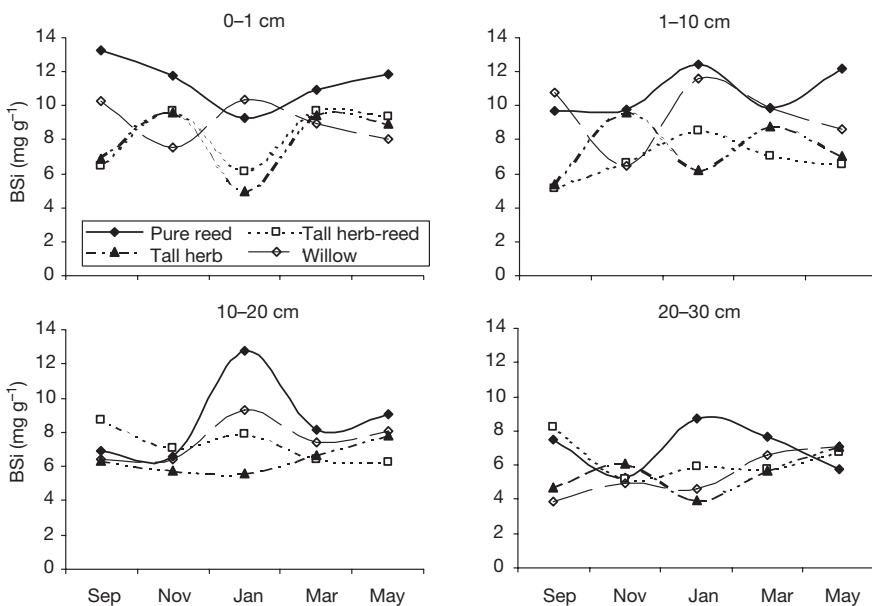 0–1 cm
14
12
10
8
6
4
2
0
BSi (mg g⁻¹)
Pure reed
Tall herb-reed
Tall herb
Willow
1–10 cm
14
12
10
8
6
4
2
0
10–20 cm
14
12
10
8
6
4
2
0
BSi (mg g⁻¹)
Sep Nov Jan Mar May
20–30 cm
14
12
10
8
6
4
2
0
Sep Nov Jan Mar May